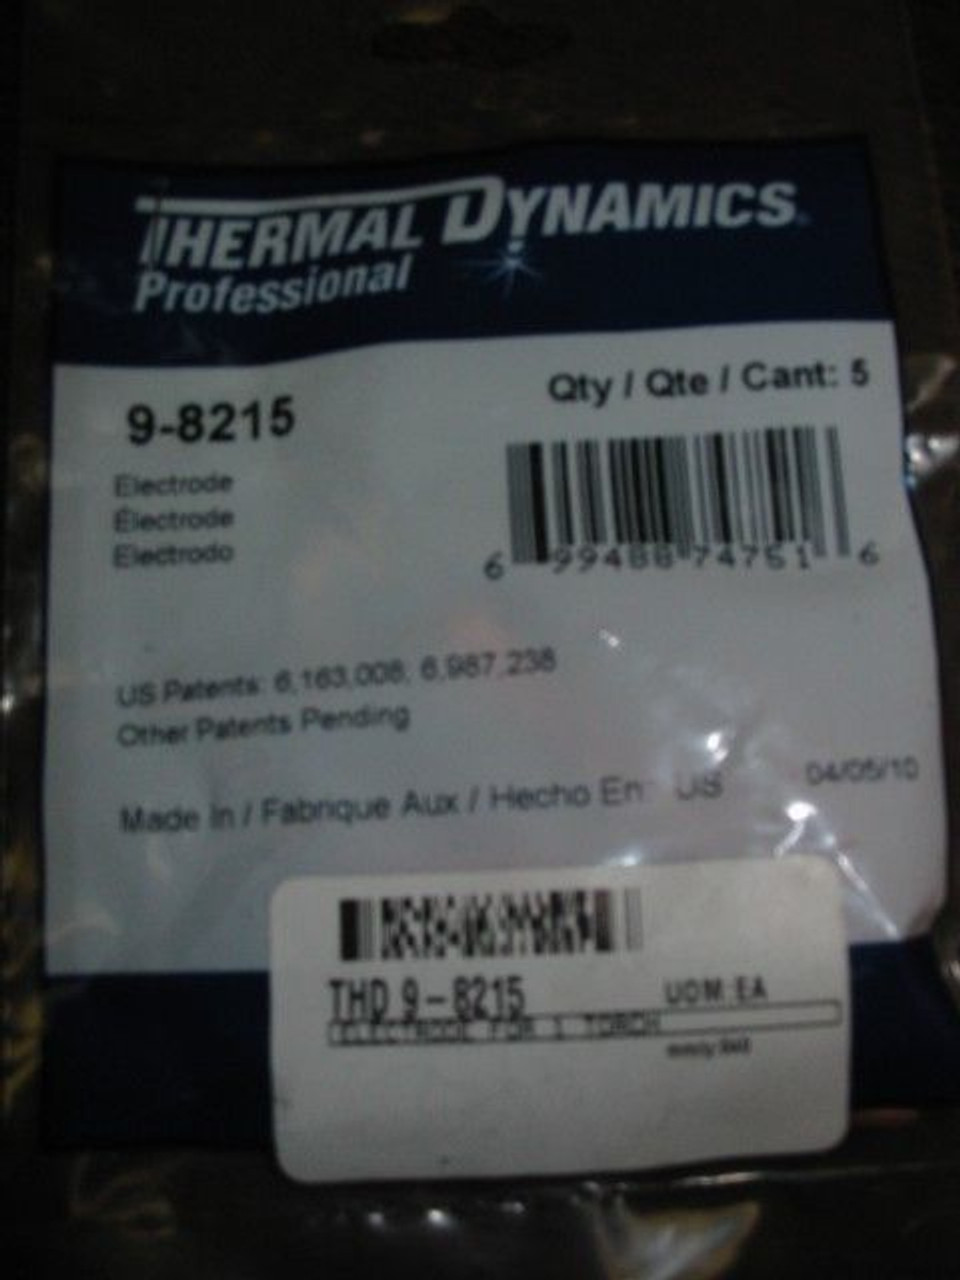 THERMAL DYNAMICS
Professional
9-8215
Qty / Qte / Cant: 5
Electrode
Électrode
Electrodo
6 99488 74751 6
US Patents: 6,163,008; 6,987,238
Other Patents Pending
Made In / Fabrique Aux / Hecho En: US
04/05/10
THD 9-8215
UOM EA
ELECTRODE FOR 1 TORCH